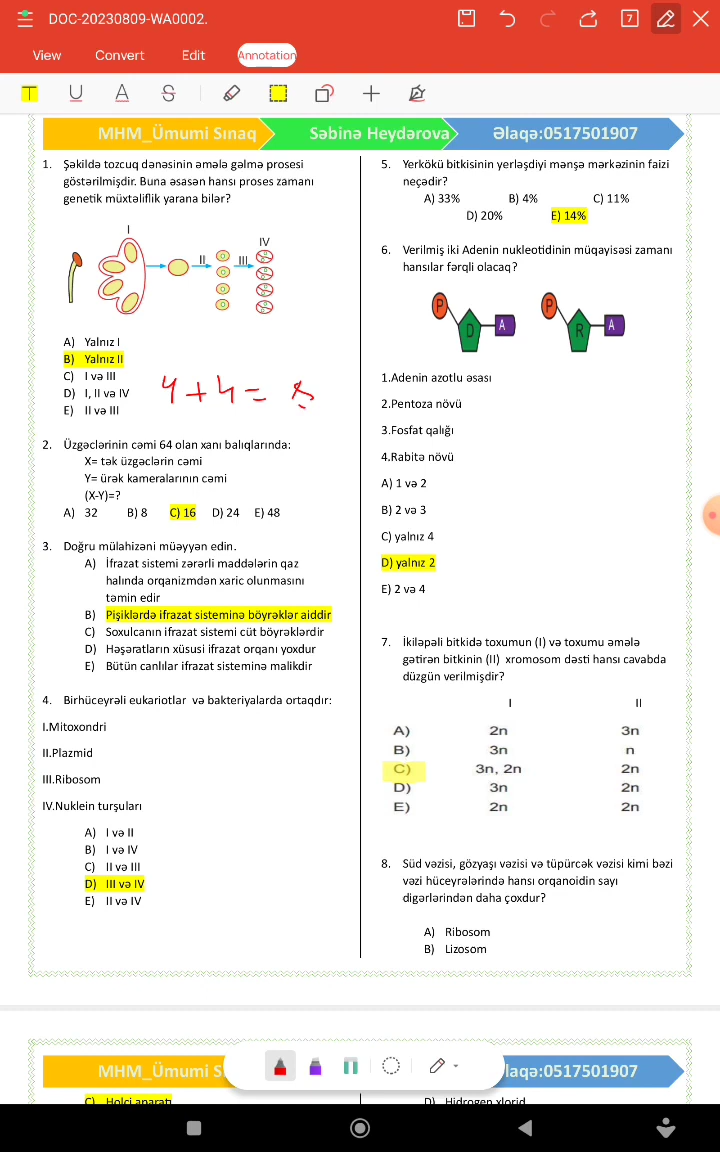 DOC-20230809-WA0002.
7
View Convert Edit Annotation
T U A S
MHM_Ümumi Sınaq Səbinə Heydərova Əlaqə:0517501907
1. Şəkildə tozcuq dənəsinin əmələ gəlmə prosesi
göstərilmişdir. Buna əsasən hansı proses zamanı
genetik müxtəliflik yarana bilər?
I
II
III
IV
A) Yalnız I
B) Yalnız II
C) I və III
D) I, II və IV
E) II və III
4+4= 8
2. Üzgəclərinin cəmi 64 olan xanı balıqlarında:
X= tək üzgəclərin cəmi
Y= ürək kameralarının cəmi
(X-Y)=?
A) 32 B) 8 C) 16 D) 24 E) 48
3. Doğru mülahizəni müəyyən edin.
A) İfrazat sistemi zərərli maddələrin qaz
halında orqanizmdən xaric olunmasını
təmin edir
B) Pişiklərdə ifrazat sisteminə böyrəklər aiddir
C) Soxulcanın ifrazat sistemi cüt böyrəklərdir
D) Həşəratların xüsusi ifrazat orqanı yoxdur
E) Bütün canlılar ifrazat sisteminə malikdir
4. Birhüceyrəli eukariotlar və bakteriyalarda ortaqdır:
I.Mitoxondri
II.Plazmid
III.Ribosom
IV.Nuklein turşuları
A) I və II
B) I və IV
C) II və III
D) III və IV
E) II və IV
5. Yerkökü bitkisinin yerləşdiyi mənşə mərkəzinin faizi
neçədir?
A) 33% B) 4% C) 11%
D) 20% E) 14%
6. Verilmiş iki Adenin nukleotidinin müqayisəsi zamanı
hansılar fərqli olacaq?
P D A P R A
1.Adenin azotlu əsası
2.Pentoza növü
3.Fosfat qalığı
4.Rabitə növü
A) 1 və 2
B) 2 və 3
C) yalnız 4
D) yalnız 2
E) 2 və 4
7. İkiləpəli bitkidə toxumun (I) və toxumu əmələ
gətirən bitkinin (II) xromosom dəsti hansı cavabda
düzgün verilmişdir?
I II
A) 2n 3n
B) 3n n
C) 3n, 2n 2n
D) 3n 2n
E) 2n 2n
8. Süd vəzisi, gözyaşı vəzisi və tüpürcək vəzisi kimi bəzi
vəzi hüceyrələrində hansı orqanoidin sayı
digərlərindən daha çoxdur?
A) Ribosom
B) Lizosom
MHM_Ümumi S laqə:0517501907
C) Holci aparatı
D) Hidrogen xlorid